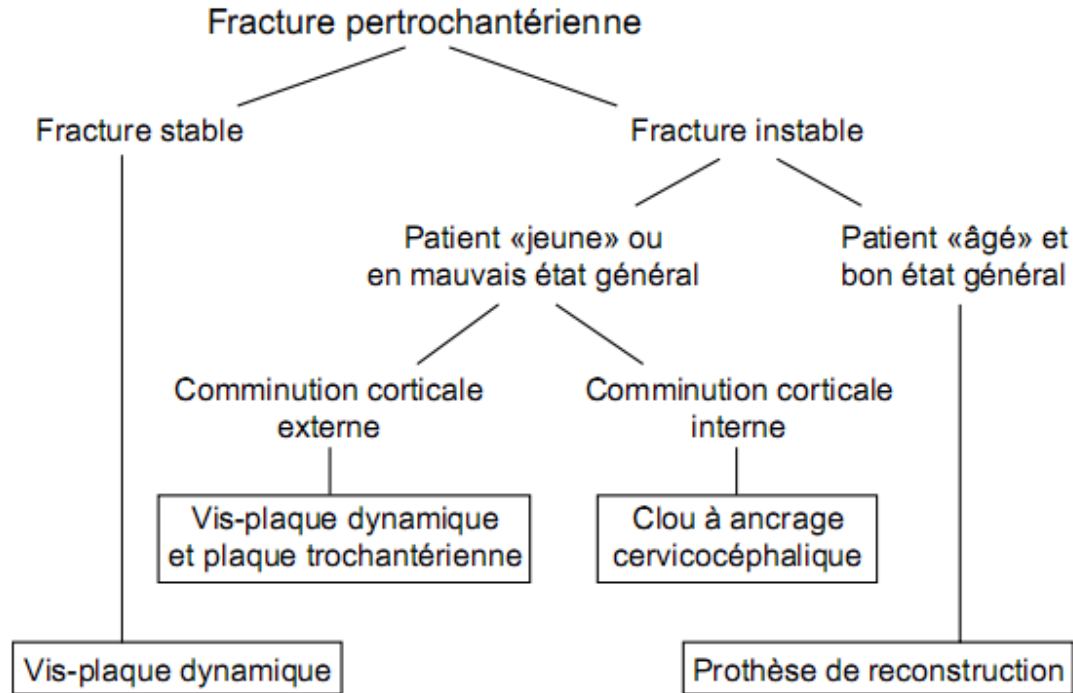 Fracture pertrochantérienne
Fracture stable
Fracture instable
Patient «jeune» ou
en mauvais état général
Patient «âgé» et
bon état général
Comminution corticale
externe
Comminution corticale
interne
Vis-plaque dynamique
et plaque trochantérienne
Clou à ancrage
cervicocéphalique
Vis-plaque dynamique
Prothèse de reconstruction